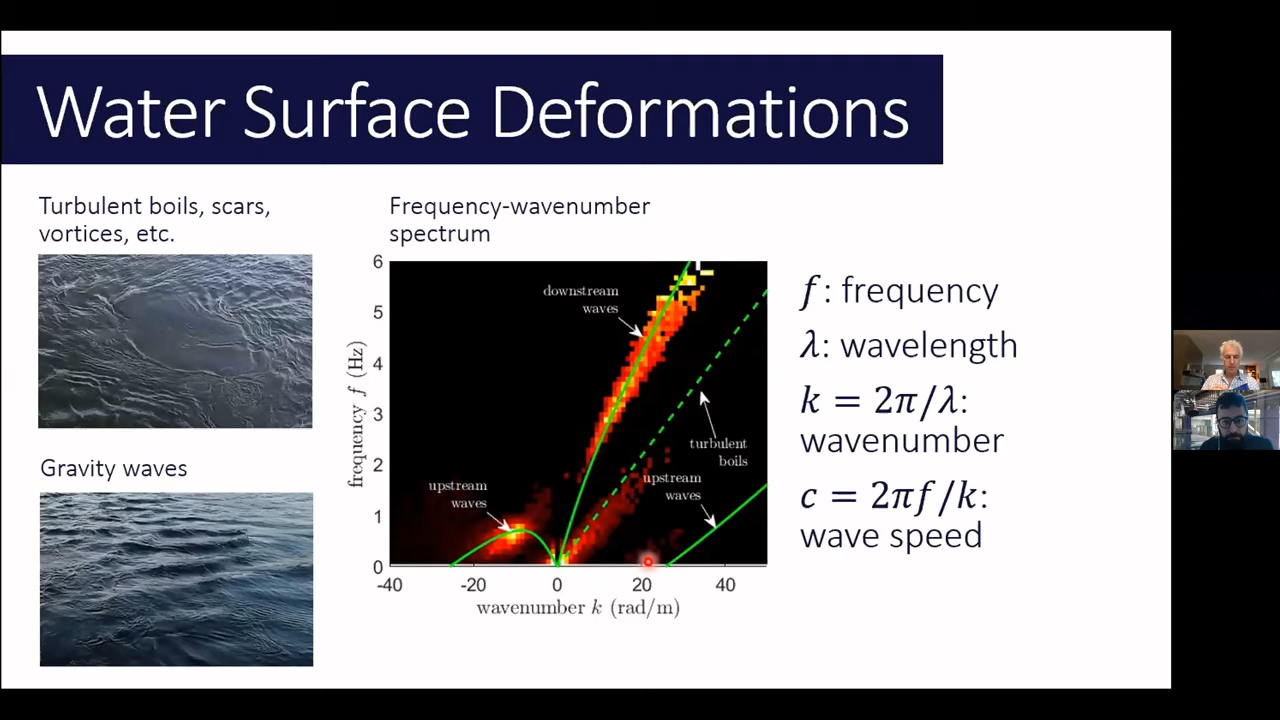 Water Surface Deformations
Turbulent boils, scars,
vortices, etc.
Gravity waves
Frequency-wavenumber
spectrum
frequency f (Hz)
6
5
4
3
2
1
0
downstream
waves
turbulent
boils
upstream
waves
upstream
waves
-40
-20
0
20
40
wavenumber k (rad/m)
f: frequency
λ: wavelength
k = 2π/λ:
wavenumber
c = 2πf/k:
wave speed